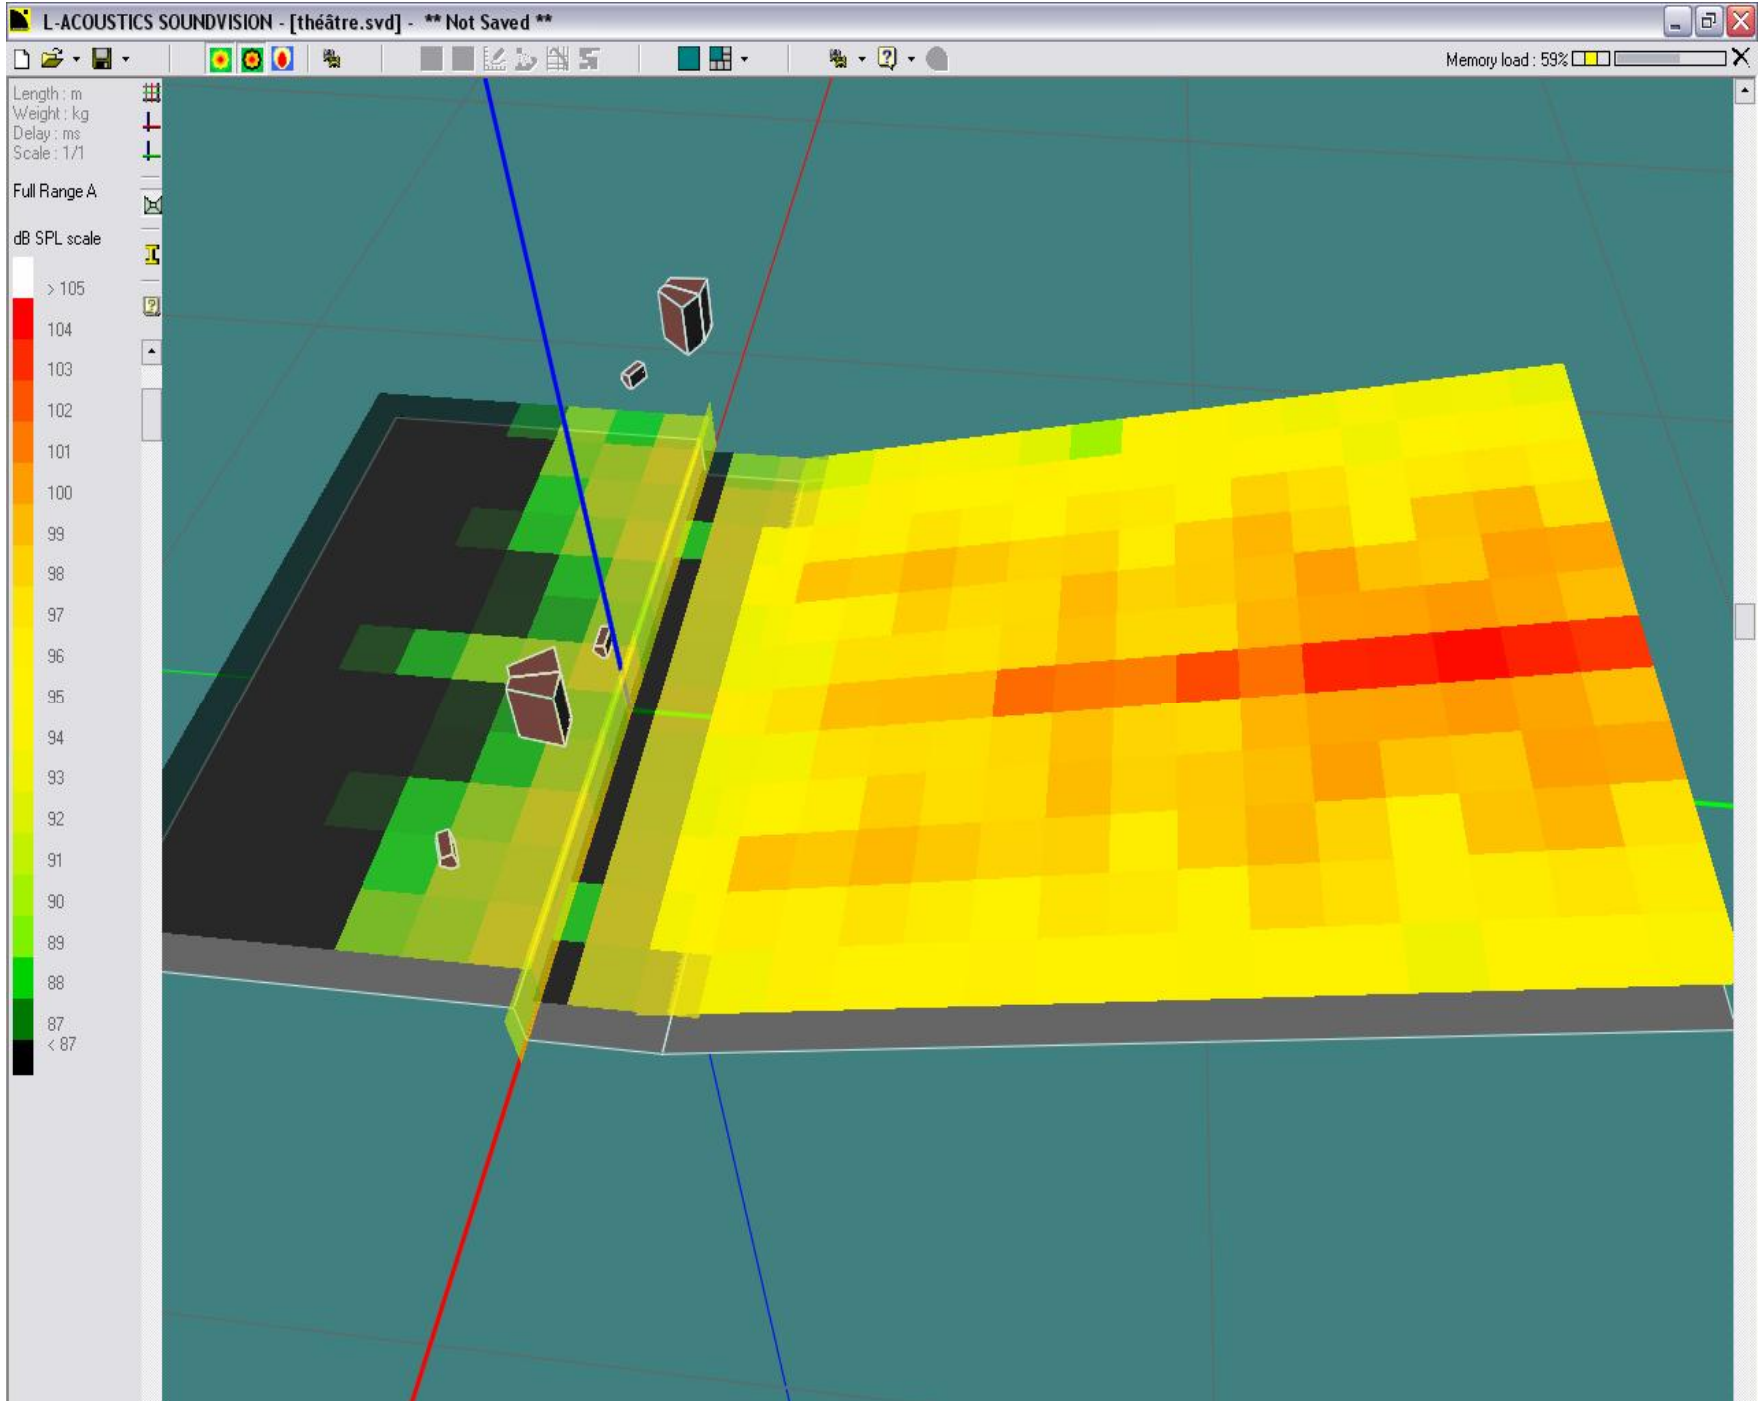 L-ACOUSTICS SOUNDVISION - [théâtre.svd] - ** Not Saved **
Memory load : 59%
Length : m
Weight : kg
Delay : ms
Scale : 1/1
Full Range A
dB SPL scale
> 105
104
103
102
101
100
99
98
97
96
95
94
93
92
91
90
89
88
87
< 87